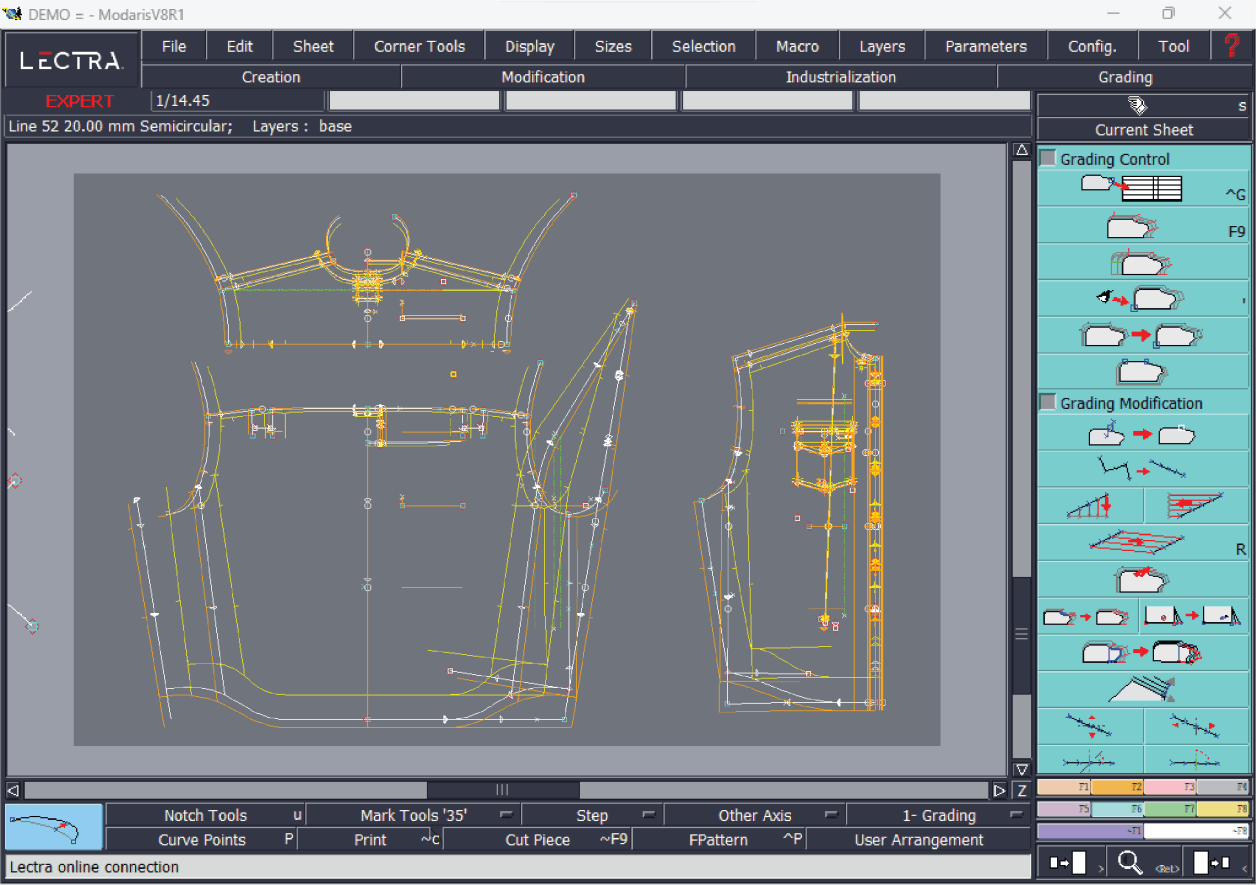 DEMO = - ModarisV8R1
LECTRA
File Edit Sheet Corner Tools Display Sizes Selection Macro Layers Parameters Config. Tool ?
Creation Modification Industrialization Grading
EXPERT 1/14.45 s
Line 52 20.00 mm Semicircular; Layers : base Current Sheet
Grading Control
^G
F9
'
Grading Modification
R
Z
F1 F2 F3 F4
Notch Tools u Mark Tools '35' Step Other Axis 1- Grading
F5 F6 F7 F8
Curve Points P Print ~c Cut Piece ~F9 FPattern ^P User Arrangement
~F1 ~F8
Lectra online connection
> <Ret> <